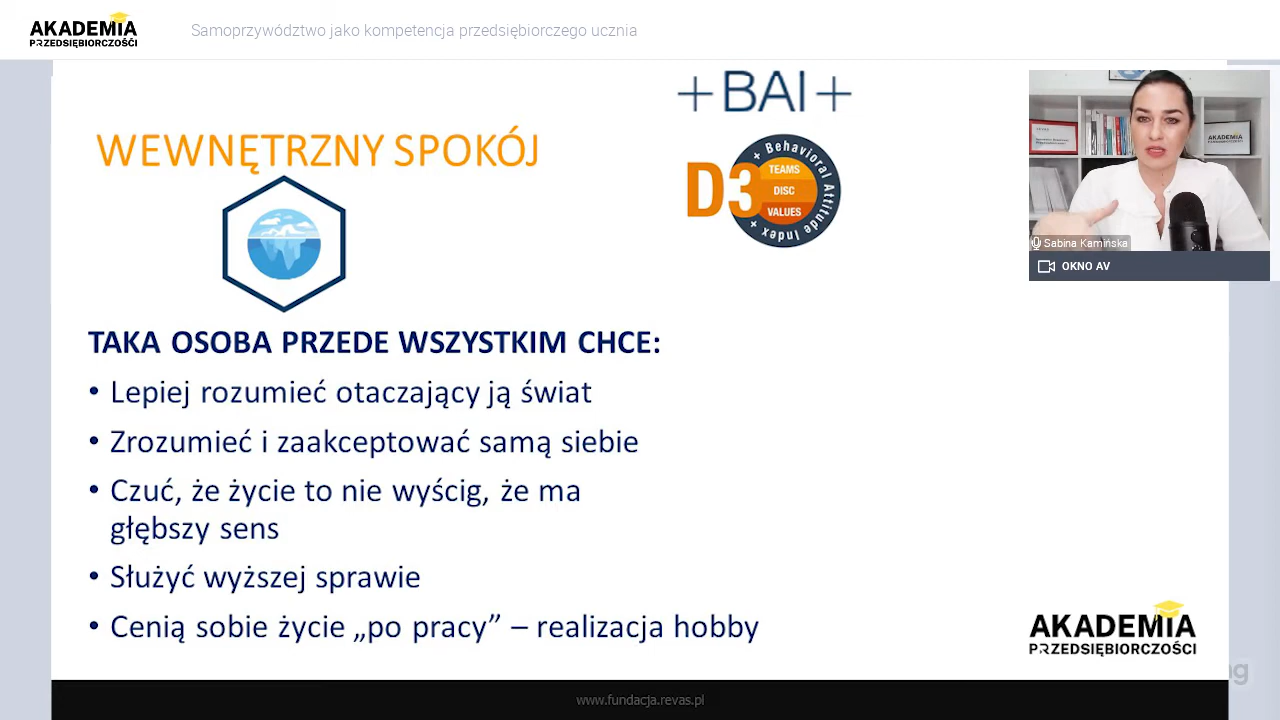 AKADEMIA
PRZEDSIĘBIORCZOŚCI
Samoprzywództwo jako kompetencja przedsiębiorczego ucznia
+BAI+
WEWNĘTRZNY SPOKÓJ
D3
+ Behavioral Attitude Index +
TEAMS
DISC
VALUES
AKADEMIA
Sabina Kamińska
OKNO AV
TAKA OSOBA PRZEDE WSZYSTKIM CHCE:
• Lepiej rozumieć otaczający ją świat
• Zrozumieć i zaakceptować samą siebie
• Czuć, że życie to nie wyścig, że ma
głębszy sens
• Służyć wyższej sprawie
• Cenią sobie życie „po pracy” – realizacja hobby
AKADEMIA
PRZEDSIĘBIORCZOŚCI
www.fundacja.revas.pl